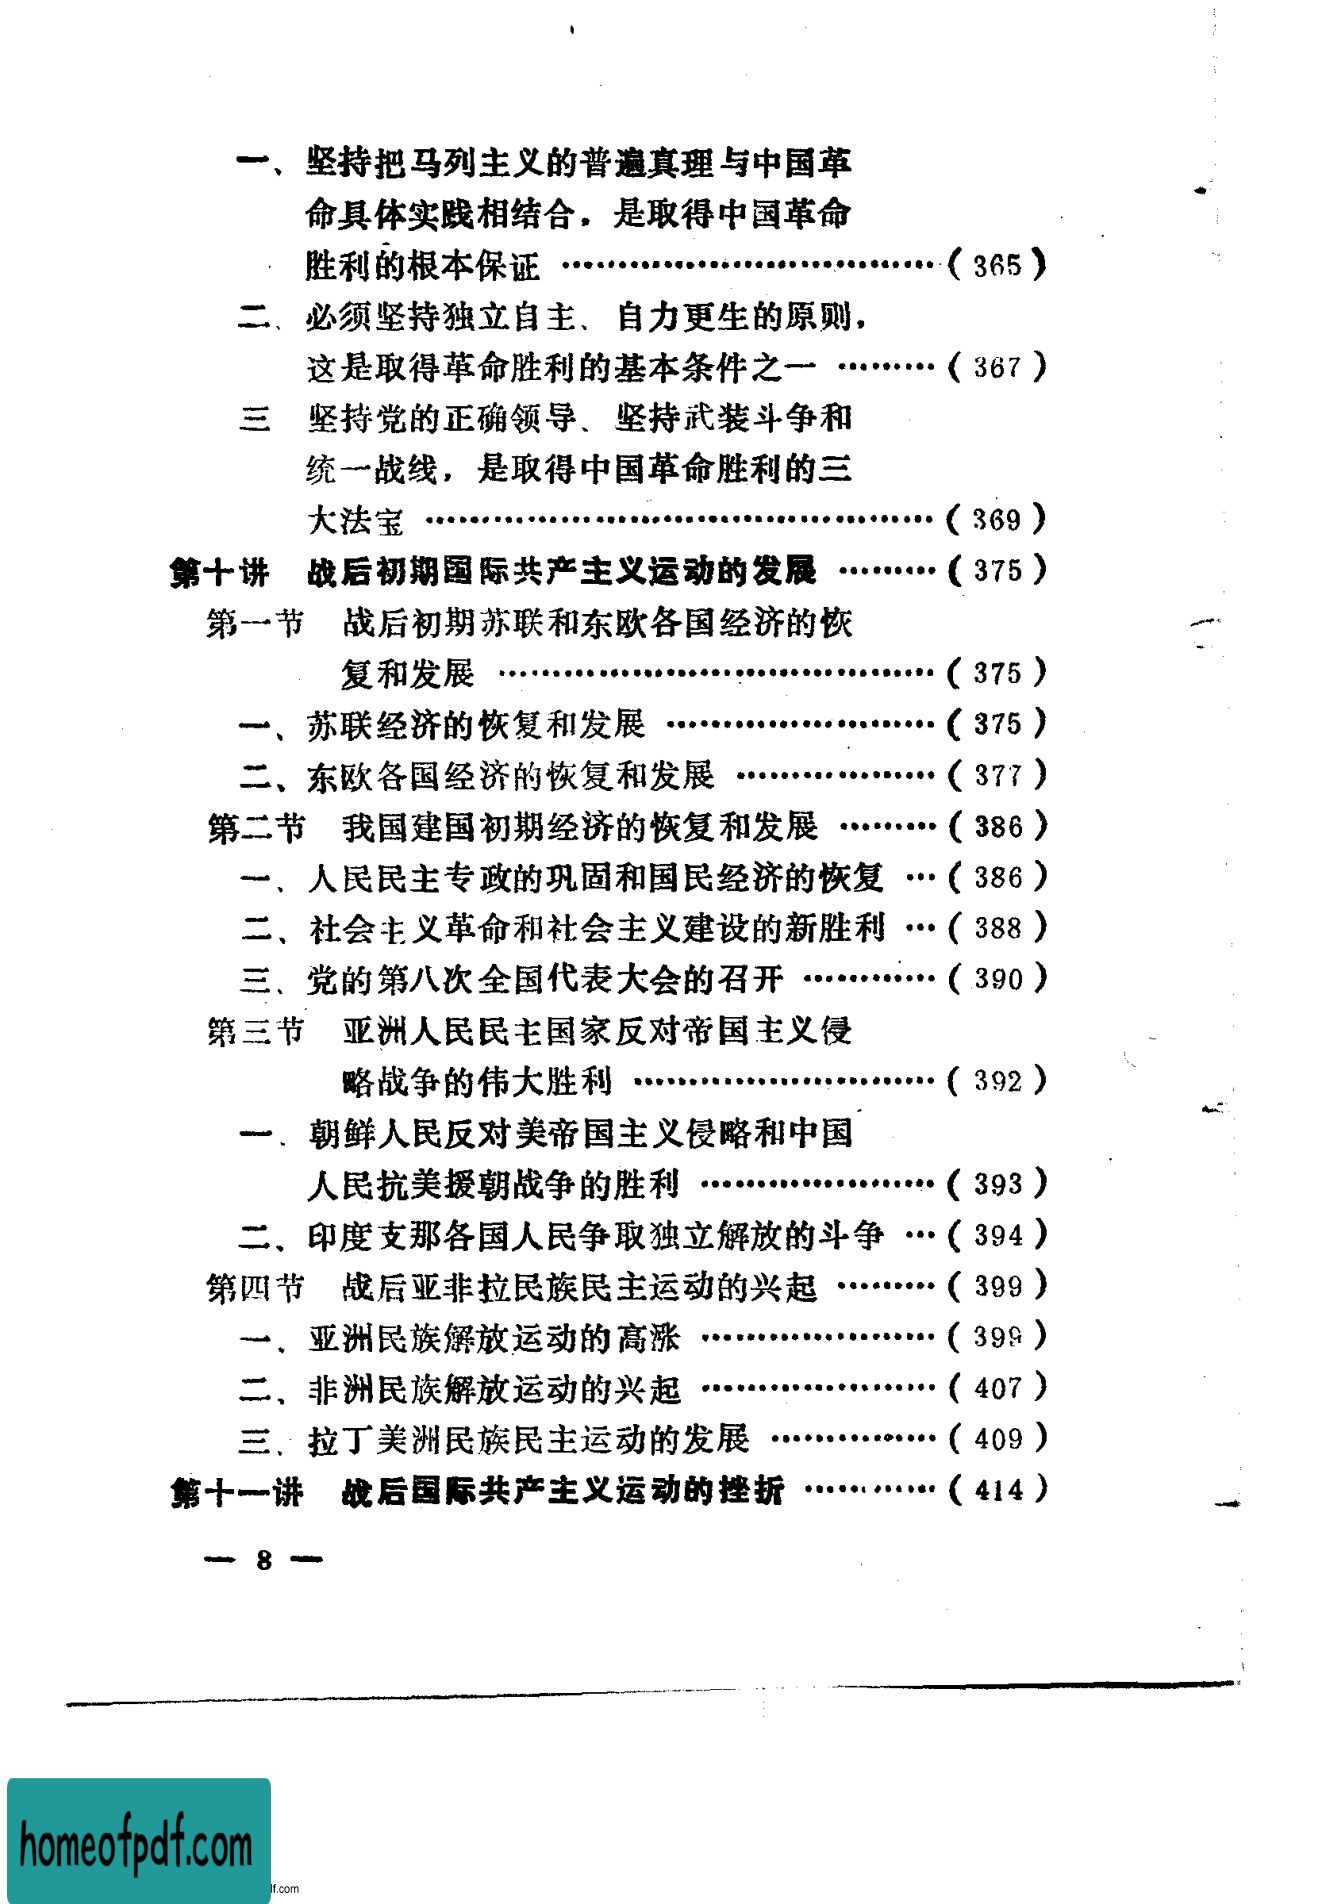 一、坚持把马列主义的普遍真理与中国革
命具体实践相结合，是取得中国革命
胜利的根本保证 ……………………………（365）
二、必须坚持独立自主、自力更生的原则，
这是取得革命胜利的基本条件之一 ………（367）
三 坚持党的正确领导、坚持武装斗争和
统一战线，是取得中国革命胜利的三
大法宝 ………………………………………（369）
第十讲 战后初期国际共产主义运动的发展 ………（375）
第一节 战后初期苏联和东欧各国经济的恢
复和发展 …………………………………（375）
一、苏联经济的恢复和发展 ……………………（375）
二、东欧各国经济的恢复和发展 ………………（377）
第二节 我国建国初期经济的恢复和发展 ………（386）
一、人民民主专政的巩固和国民经济的恢复 …（386）
二、社会主义革命和社会主义建设的新胜利 …（388）
三、党的第八次全国代表大会的召开 …………（390）
第三节 亚洲人民民主国家反对帝国主义侵
略战争的伟大胜利 ………………………（392）
一、朝鲜人民反对美帝国主义侵略和中国
人民抗美援朝战争的胜利 …………………（393）
二、印度支那各国人民争取独立解放的斗争 …（394）
第四节 战后亚非拉民族民主运动的兴起 ………（399）
一、亚洲民族解放运动的高涨 …………………（399）
二、非洲民族解放运动的兴起 …………………（407）
三、拉丁美洲民族民主运动的发展 ……………（409）
第十一讲 战后国际共产主义运动的挫折 …………（414）
— 8 —
homeofpdf.com
lf.com